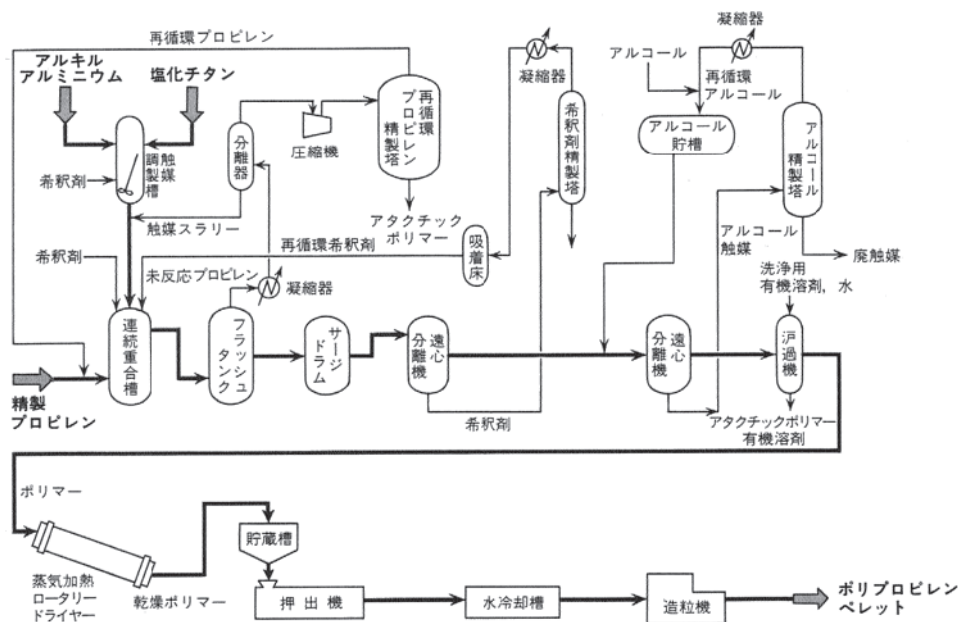 再循環プロピレン
アルキル
アルミニウム
塩化チタン
希釈剤
触媒
調製槽
触媒スラリー
希釈剤
分離器
圧縮機
再循環
プロピレン
精製塔
アタクチック
ポリマー
凝縮器
希釈剤精製塔
アルコール
再循環
アルコール
凝縮器
アルコール
貯槽
アルコール
精製塔
アルコール
触媒
廃触媒
再循環希釈剤
吸着床
未反応プロピレン
凝縮器
洗浄用
有機溶剤, 水
精製
プロピレン
連続重合槽
フラッシュ
タンク
サージ
ドラム
遠心
分離機
希釈剤
遠心
分離機
沪過機
アタクチックポリマー
有機溶剤
ポリマー
蒸気加熱
ロータリー
ドライヤー
乾燥ポリマー
貯蔵槽
押出機
水冷却槽
造粒機
ポリプロピレン
ペレット